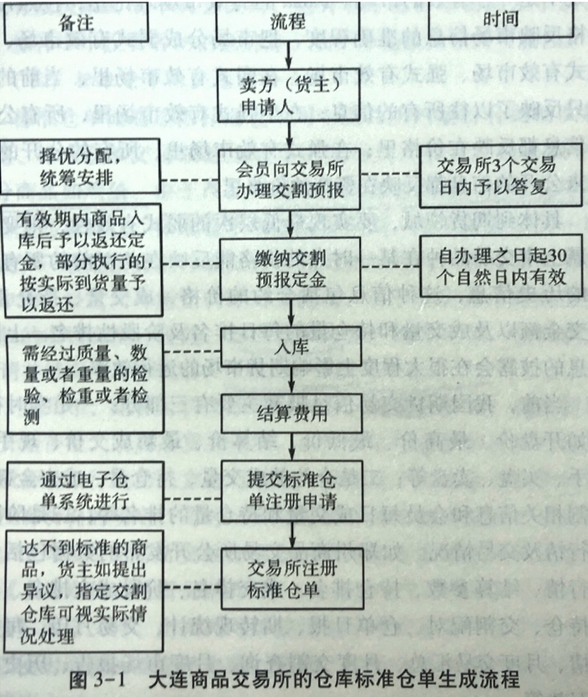 备注
流程
时间
卖方（货主）
申请人
择优分配，
统筹安排
会员向交易所
办理交割预报
交易所3个交易
日内予以答复
有效期内商品入
库后予以返还定
金，部分执行的，
按实际到货量予
以返还
缴纳交割
预报定金
自办理之日起30
个自然日内有效
需经过质量、数
量或者重量的检
验、检重或者检
测
入库
结算费用
通过电子仓
单系统进行
提交标准仓
单注册申请
达不到标准的商
品，货主如提出
异议，指定交割
仓库可视实际情
况处理
交易所注册
标准仓单
图 3-1 大连商品交易所的仓库标准仓单生成流程